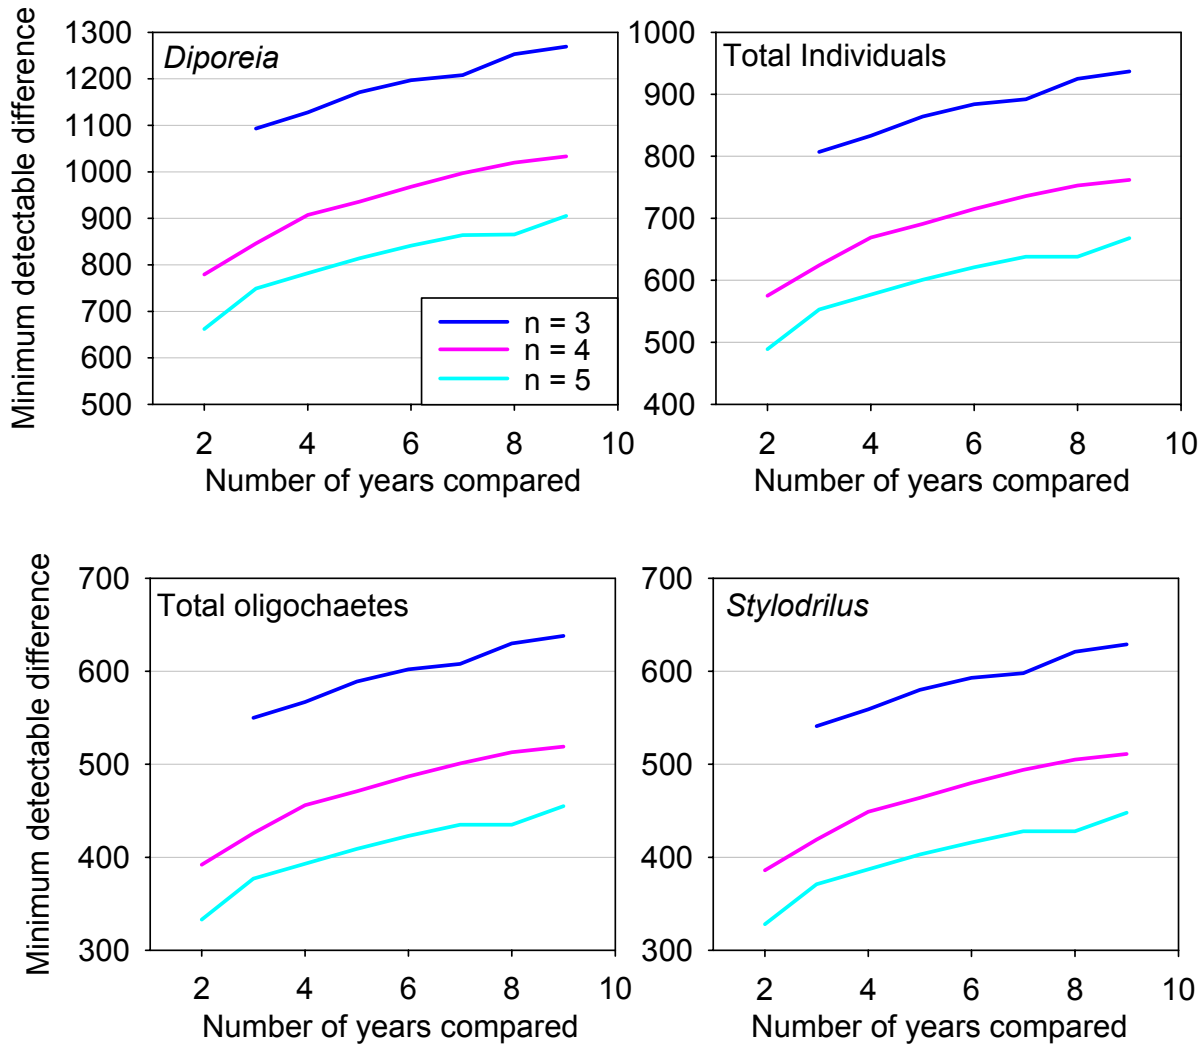 Minimum detectable difference
1300
1200
1100
1000
900
800
700
600
500
Diporeia
n = 3
n = 4
n = 5
2 4 6 8 10
Number of years compared
1000
900
800
700
600
500
400
Total Individuals
2 4 6 8 10
Number of years compared
Minimum detectable difference
700
600
500
400
300
Total oligochaetes
2 4 6 8 10
Number of years compared
700
600
500
400
300
Stylodrilus
2 4 6 8 10
Number of years compared